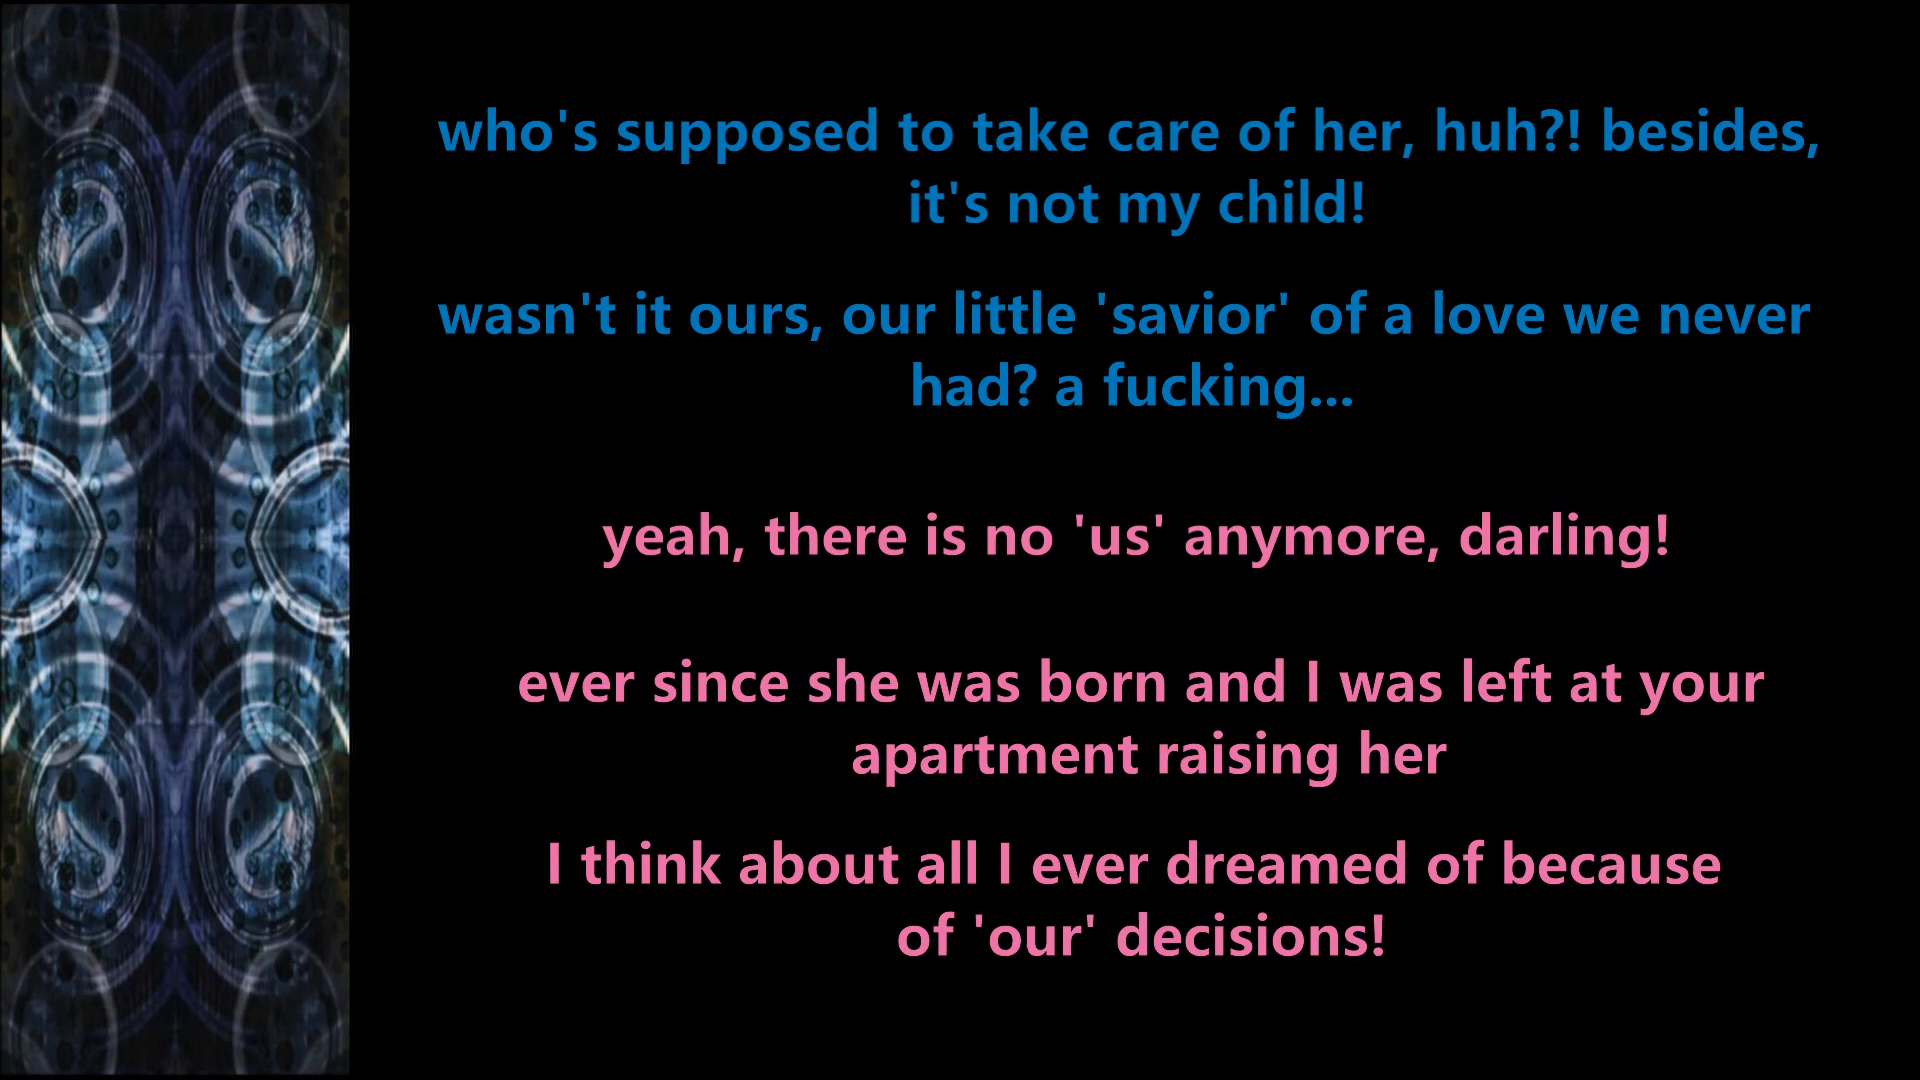 who's supposed to take care of her, huh?! besides,
it's not my child!
wasn't it ours, our little 'savior' of a love we never
had? a fucking...
yeah, there is no 'us' anymore, darling!
ever since she was born and I was left at your
apartment raising her
I think about all I ever dreamed of because
of 'our' decisions!